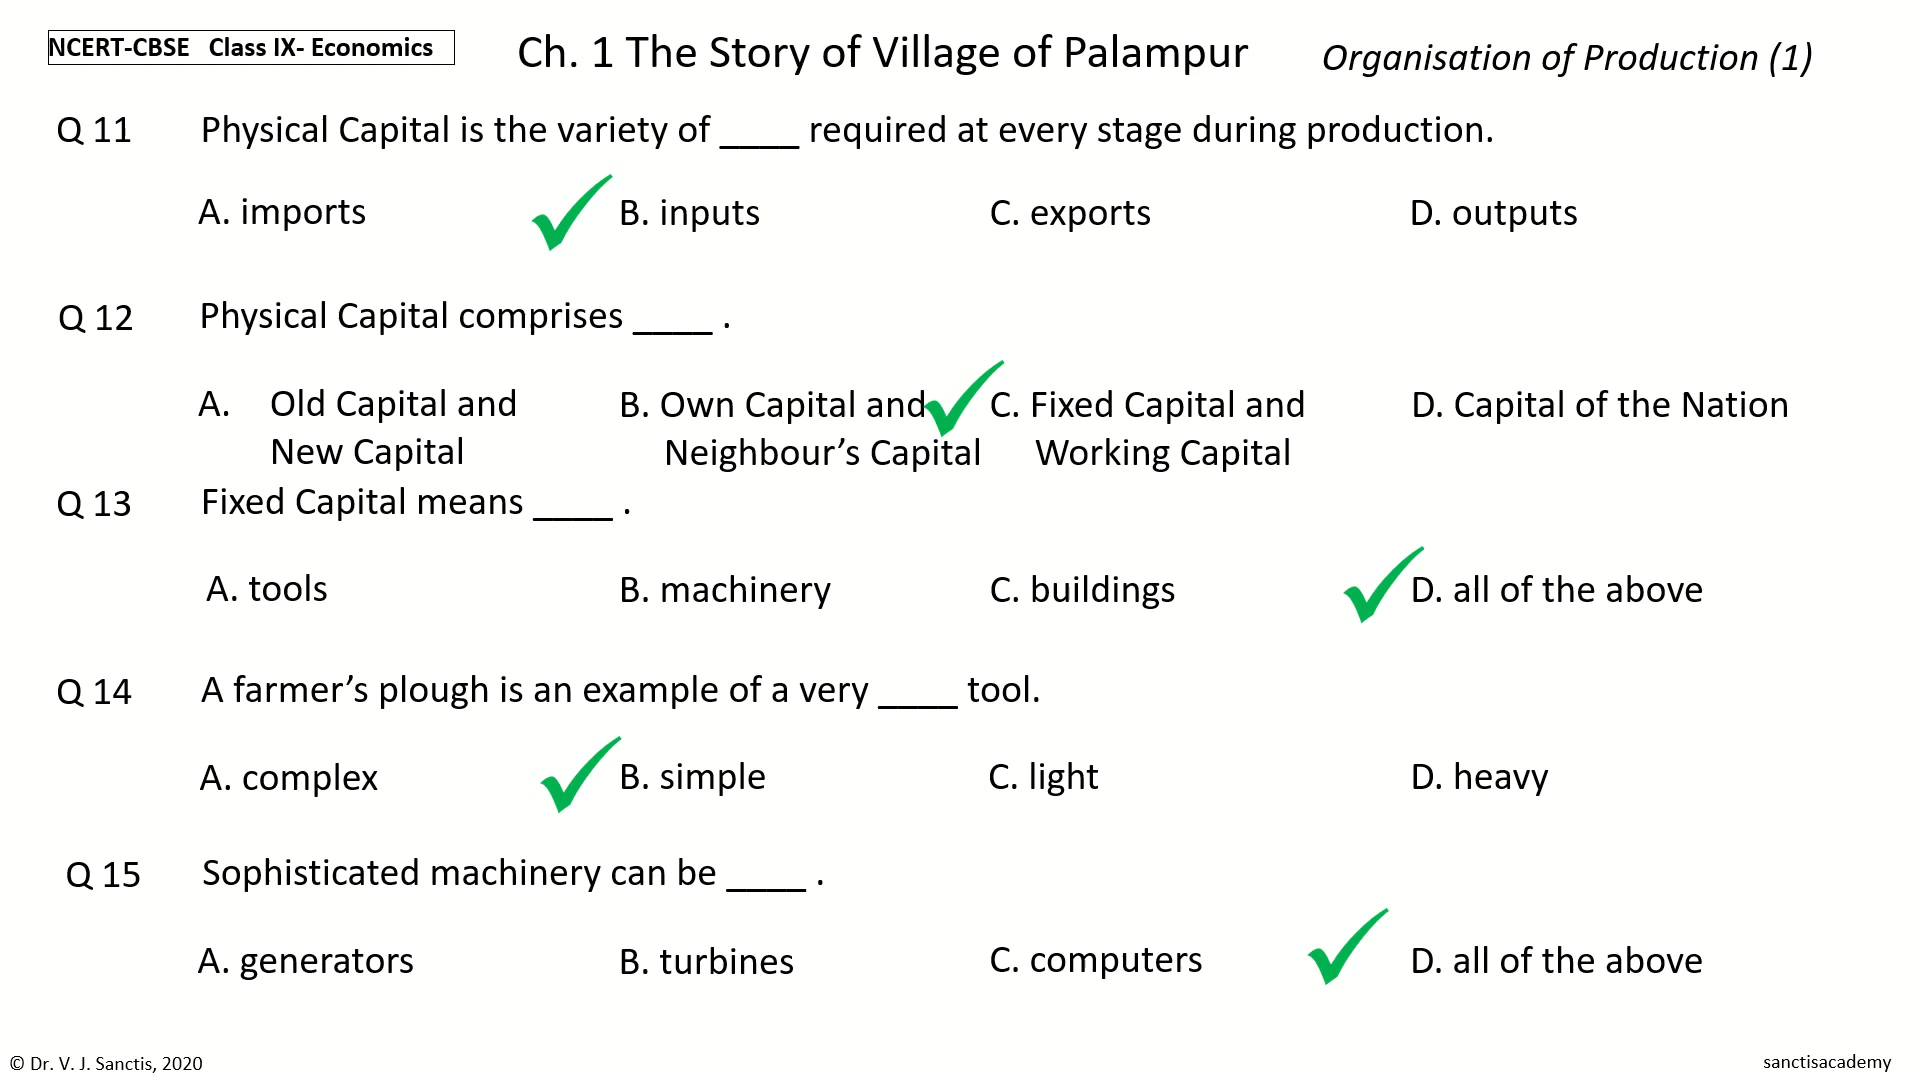 NCERT-CBSE Class IX- Economics
Ch. 1 The Story of Village of Palampur
Organisation of Production (1)
Q 11 Physical Capital is the variety of ____ required at every stage during production.
A. imports B. inputs C. exports D. outputs
Q 12 Physical Capital comprises ____ .
A. Old Capital and B. Own Capital and C. Fixed Capital and D. Capital of the Nation
New Capital Neighbour’s Capital Working Capital
Q 13 Fixed Capital means ____ .
A. tools B. machinery C. buildings D. all of the above
Q 14 A farmer’s plough is an example of a very ____ tool.
A. complex B. simple C. light D. heavy
Q 15 Sophisticated machinery can be ____ .
A. generators B. turbines C. computers D. all of the above
© Dr. V. J. Sanctis, 2020
sanctisacademy